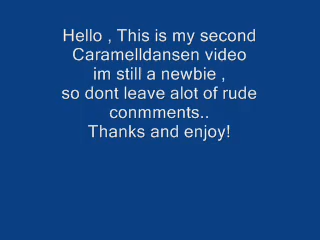 Hello , This is my second
Caramelldansen video
im still a newbie ,
so dont leave alot of rude
conmments..
Thanks and enjoy!